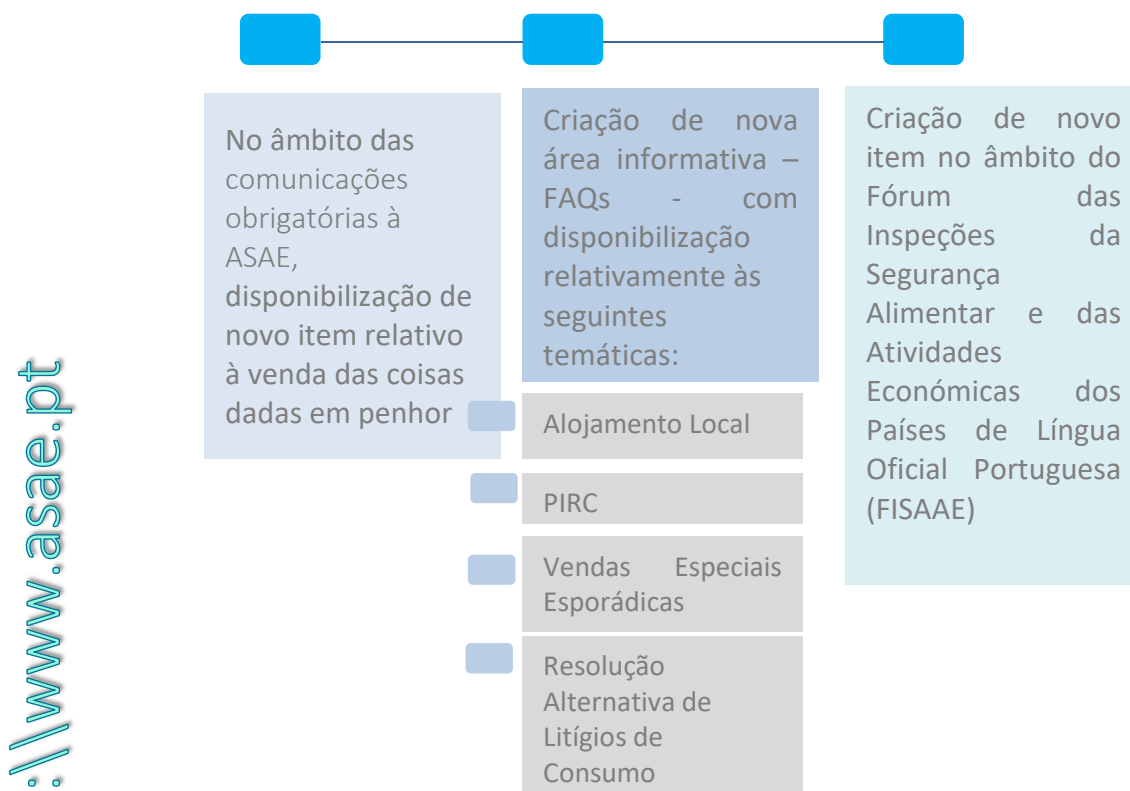 No âmbito das
comunicações
obrigatórias à
ASAE,
disponibilização de
novo item relativo
à venda das coisas
dadas em penhor
Criação de nova
área informativa –
FAQs - com
disponibilização
relativamente às
seguintes
temáticas:
Alojamento Local
PIRC
Vendas Especiais
Esporádicas
Resolução
Alternativa de
Litígios de
Consumo
Criação de novo
item no âmbito do
Fórum das
Inspeções da
Segurança
Alimentar e das
Atividades
Económicas dos
Países de Língua
Oficial Portuguesa
(FISAAE)
:\\www.asae.pt